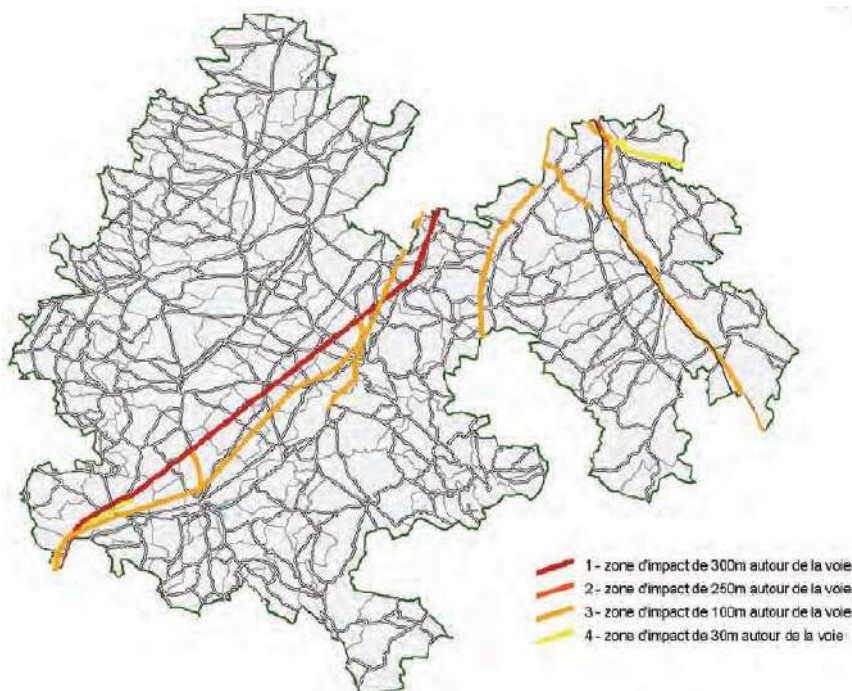 1 - zone d'impact de 300m autour de la voie
2 - zone d'impact de 250m autour de la voie
3 - zone d'impact de 100m autour de la voie
4 - zone d'impact de 30m autour de la voie